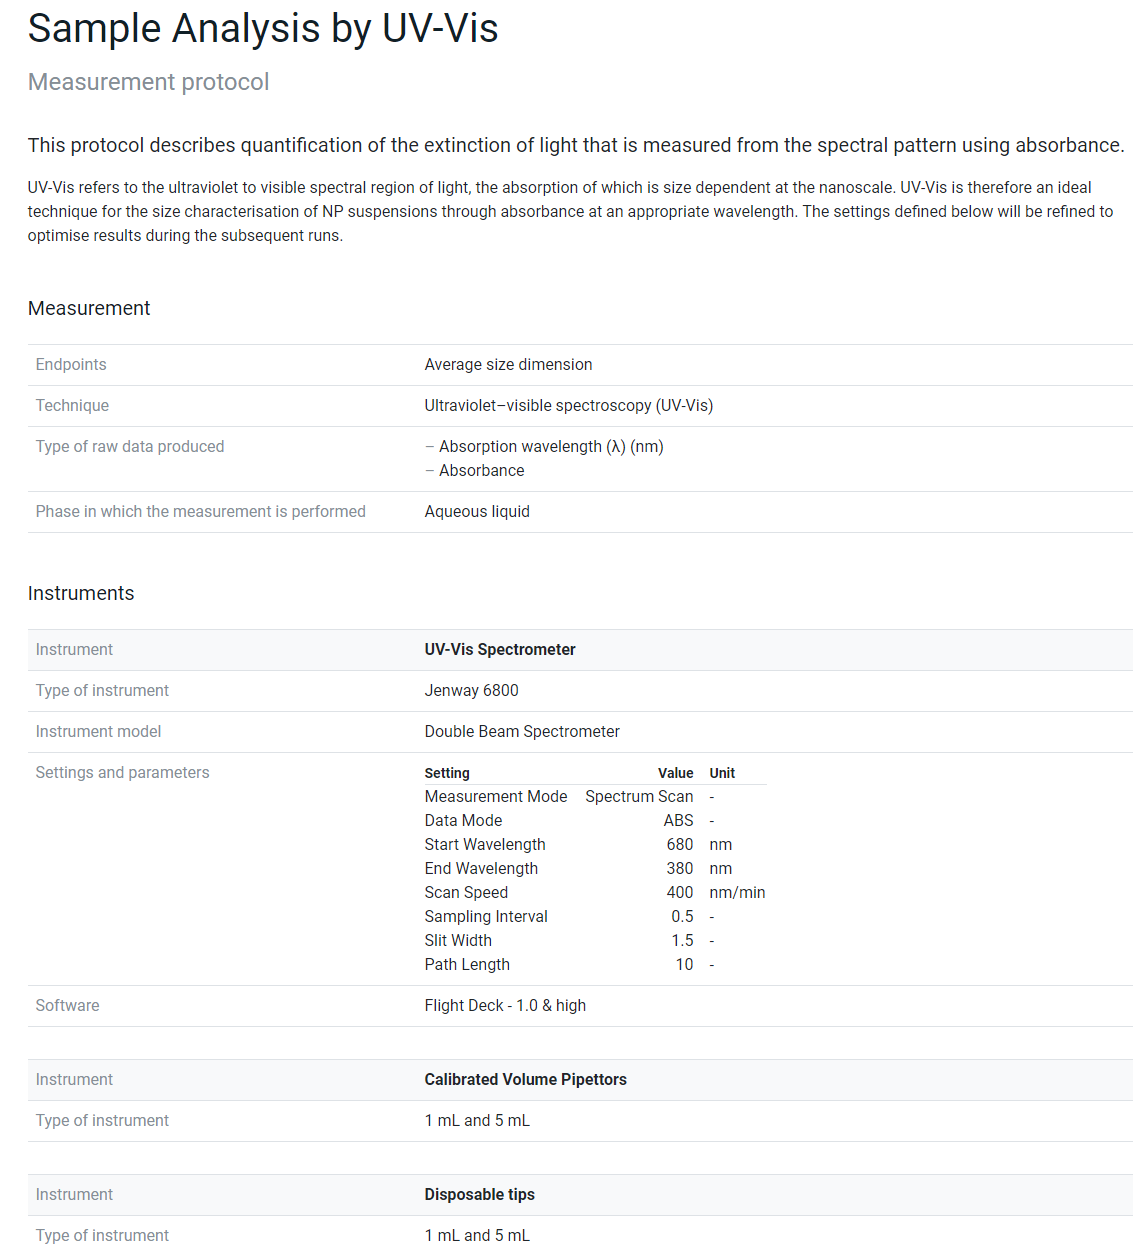 Sample Analysis by UV-Vis
Measurement protocol
This protocol describes quantification of the extinction of light that is measured from the spectral pattern using absorbance.
UV-Vis refers to the ultraviolet to visible spectral region of light, the absorption of which is size dependent at the nanoscale. UV-Vis is therefore an ideal
technique for the size characterisation of NP suspensions through absorbance at an appropriate wavelength. The settings defined below will be refined to
optimise results during the subsequent runs.
Measurement
Endpoints Average size dimension
Technique Ultraviolet–visible spectroscopy (UV-Vis)
Type of raw data produced – Absorption wavelength (λ) (nm)
– Absorbance
Phase in which the measurement is performed Aqueous liquid
Instruments
Instrument UV-Vis Spectrometer
Type of instrument Jenway 6800
Instrument model Double Beam Spectrometer
Settings and parameters Setting Value Unit
Measurement Mode Spectrum Scan -
Data Mode ABS -
Start Wavelength 680 nm
End Wavelength 380 nm
Scan Speed 400 nm/min
Sampling Interval 0.5 -
Slit Width 1.5 -
Path Length 10 -
Software Flight Deck - 1.0 & high
Instrument Calibrated Volume Pipettors
Type of instrument 1 mL and 5 mL
Instrument Disposable tips
Type of instrument 1 mL and 5 mL